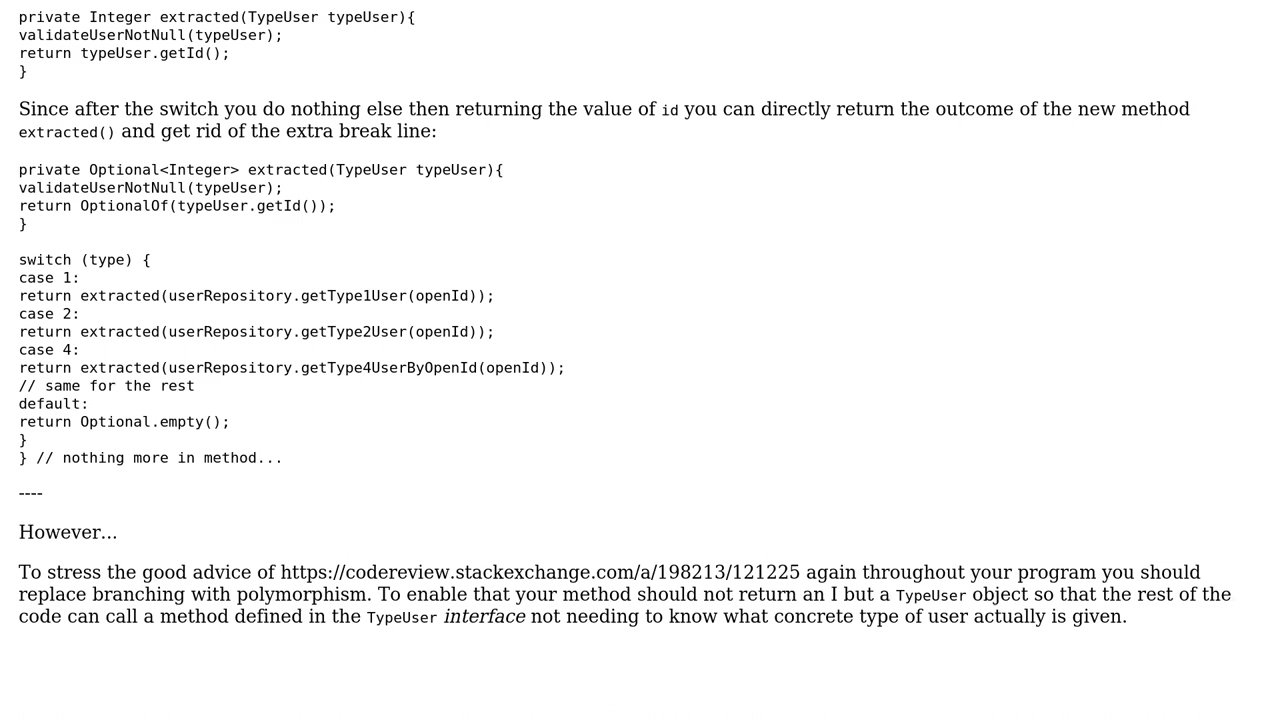 private Integer extracted(TypeUser typeUser){
validateUserNotNull(typeUser);
return typeUser.getId();
}
Since after the switch you do nothing else then returning the value of id you can directly return the outcome of the new method
extracted() and get rid of the extra break line:
private Optional<Integer> extracted(TypeUser typeUser){
validateUserNotNull(typeUser);
return OptionalOf(typeUser.getId());
}
switch (type) {
case 1:
return extracted(userRepository.getType1User(openId));
case 2:
return extracted(userRepository.getType2User(openId));
case 4:
return extracted(userRepository.getType4UserByOpenId(openId));
// same for the rest
default:
return Optional.empty();
}
} // nothing more in method...
----
However...
To stress the good advice of https://codereview.stackexchange.com/a/198213/121225 again throughout your program you should
replace branching with polymorphism. To enable that your method should not return an I but a TypeUser object so that the rest of the
code can call a method defined in the TypeUser interface not needing to know what concrete type of user actually is given.